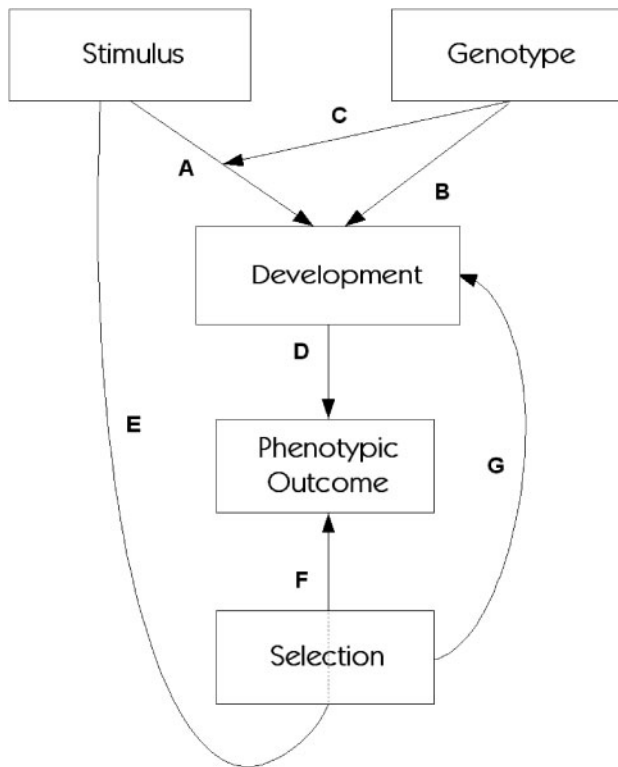 Stimulus
Genotype
C
A
B
Development
D
E
Phenotypic
Outcome
G
F
Selection